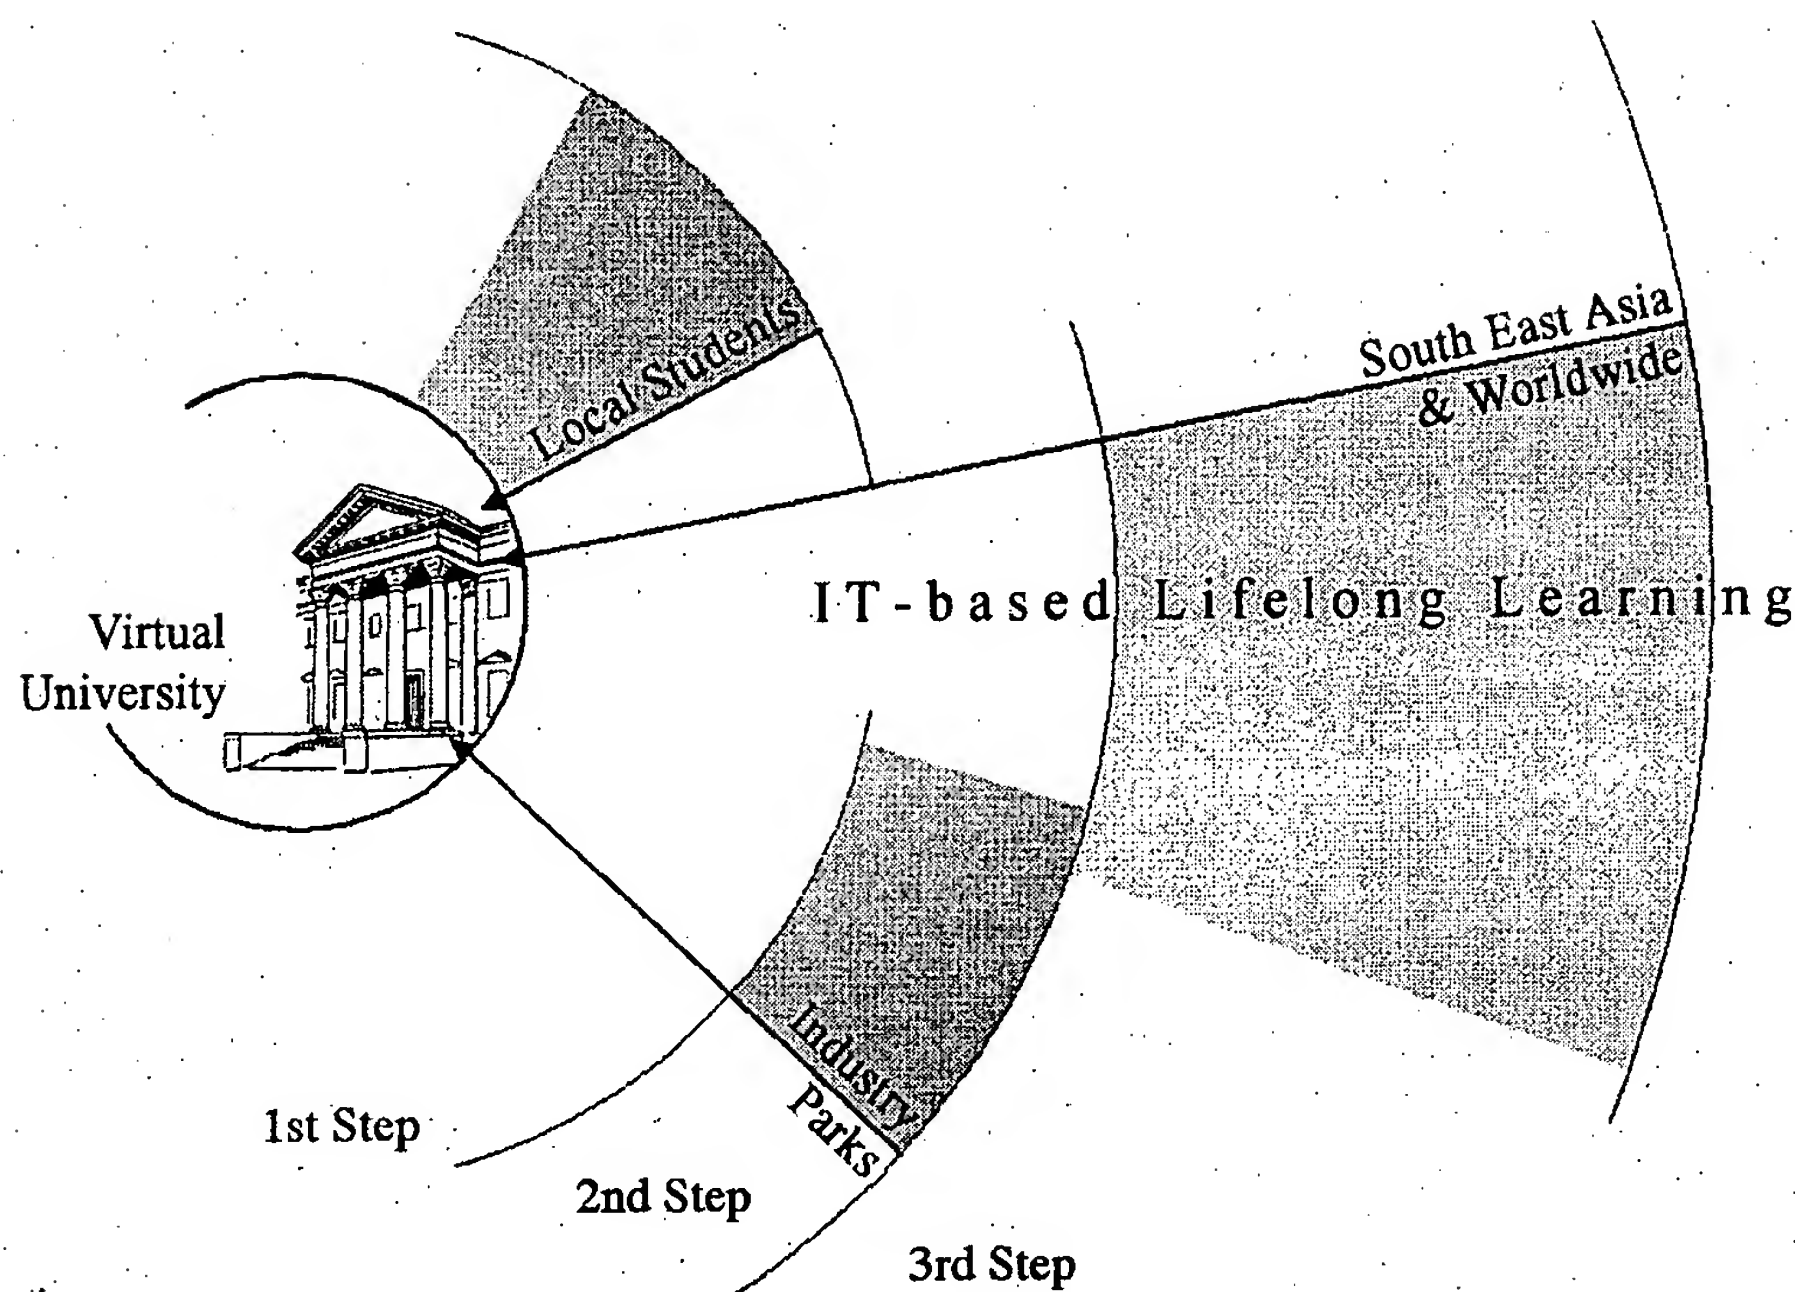 Local Students
South East Asia
& Worldwide
IT-based Lifelong Learning
Virtual
University
Industry
Parks
1st Step
2nd Step
3rd Step